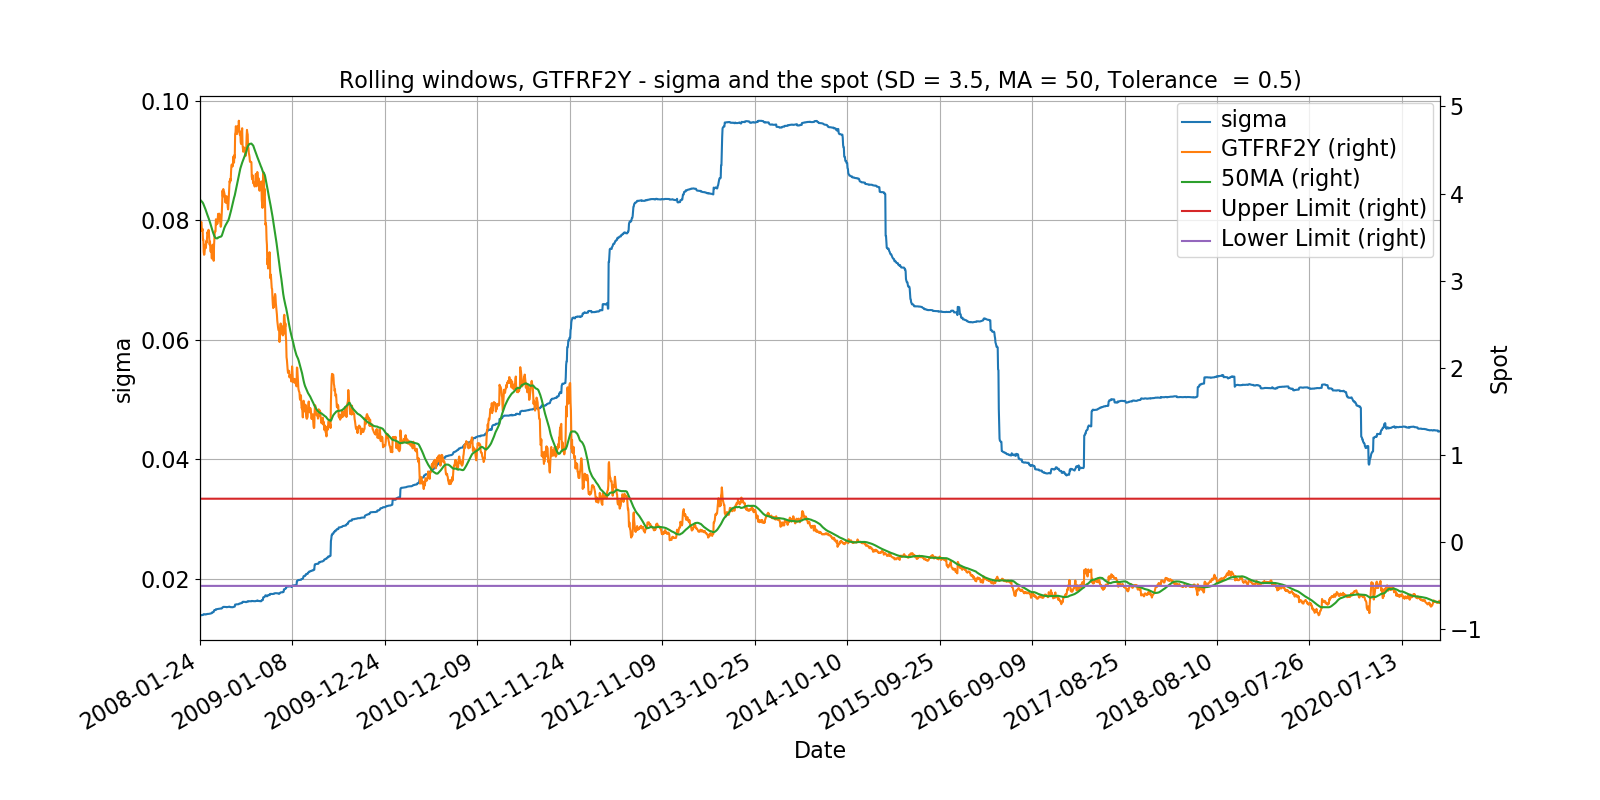 Rolling windows, GTFRF2Y - sigma and the spot (SD = 3.5, MA = 50, Tolerance  = 0.5)
sigma
GTFRF2Y (right)
50MA (right)
Upper Limit (right)
Lower Limit (right)
0.10
0.08
0.06
0.04
0.02
sigma
5
4
3
2
1
0
−1
Spot
2008-01-24
2009-01-08
2009-12-24
2010-12-09
2011-11-24
2012-11-09
2013-10-25
2014-10-10
2015-09-25
2016-09-09
2017-08-25
2018-08-10
2019-07-26
2020-07-13
Date